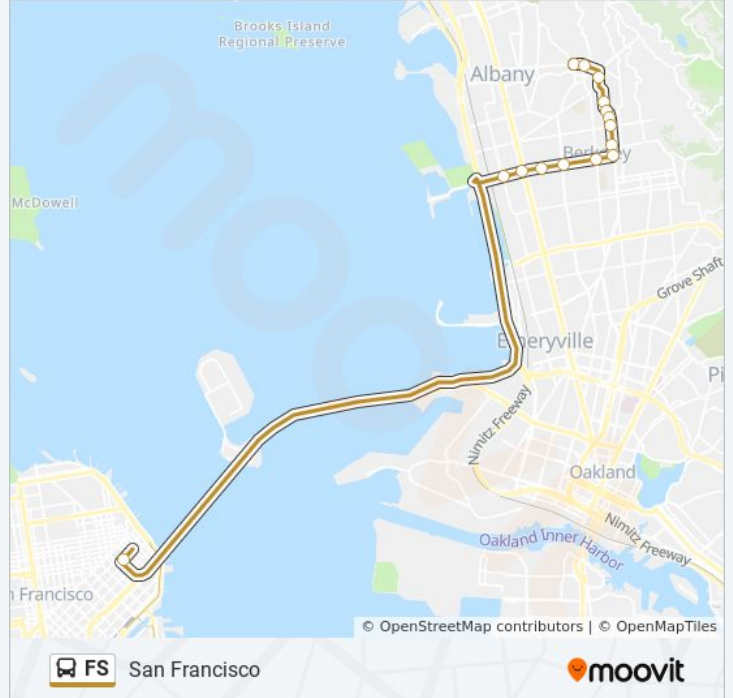 Brooks Island
Regional Preserve
Albany
Berkeley
McDowell
Grove Shaft
Emeryville
Pi
Nimitz Freeway
Oakland
Nimitz Freeway
Oakland Inner Harbor
n Francisco
© OpenStreetMap contributors | © OpenMapTiles
FS San Francisco
moovit